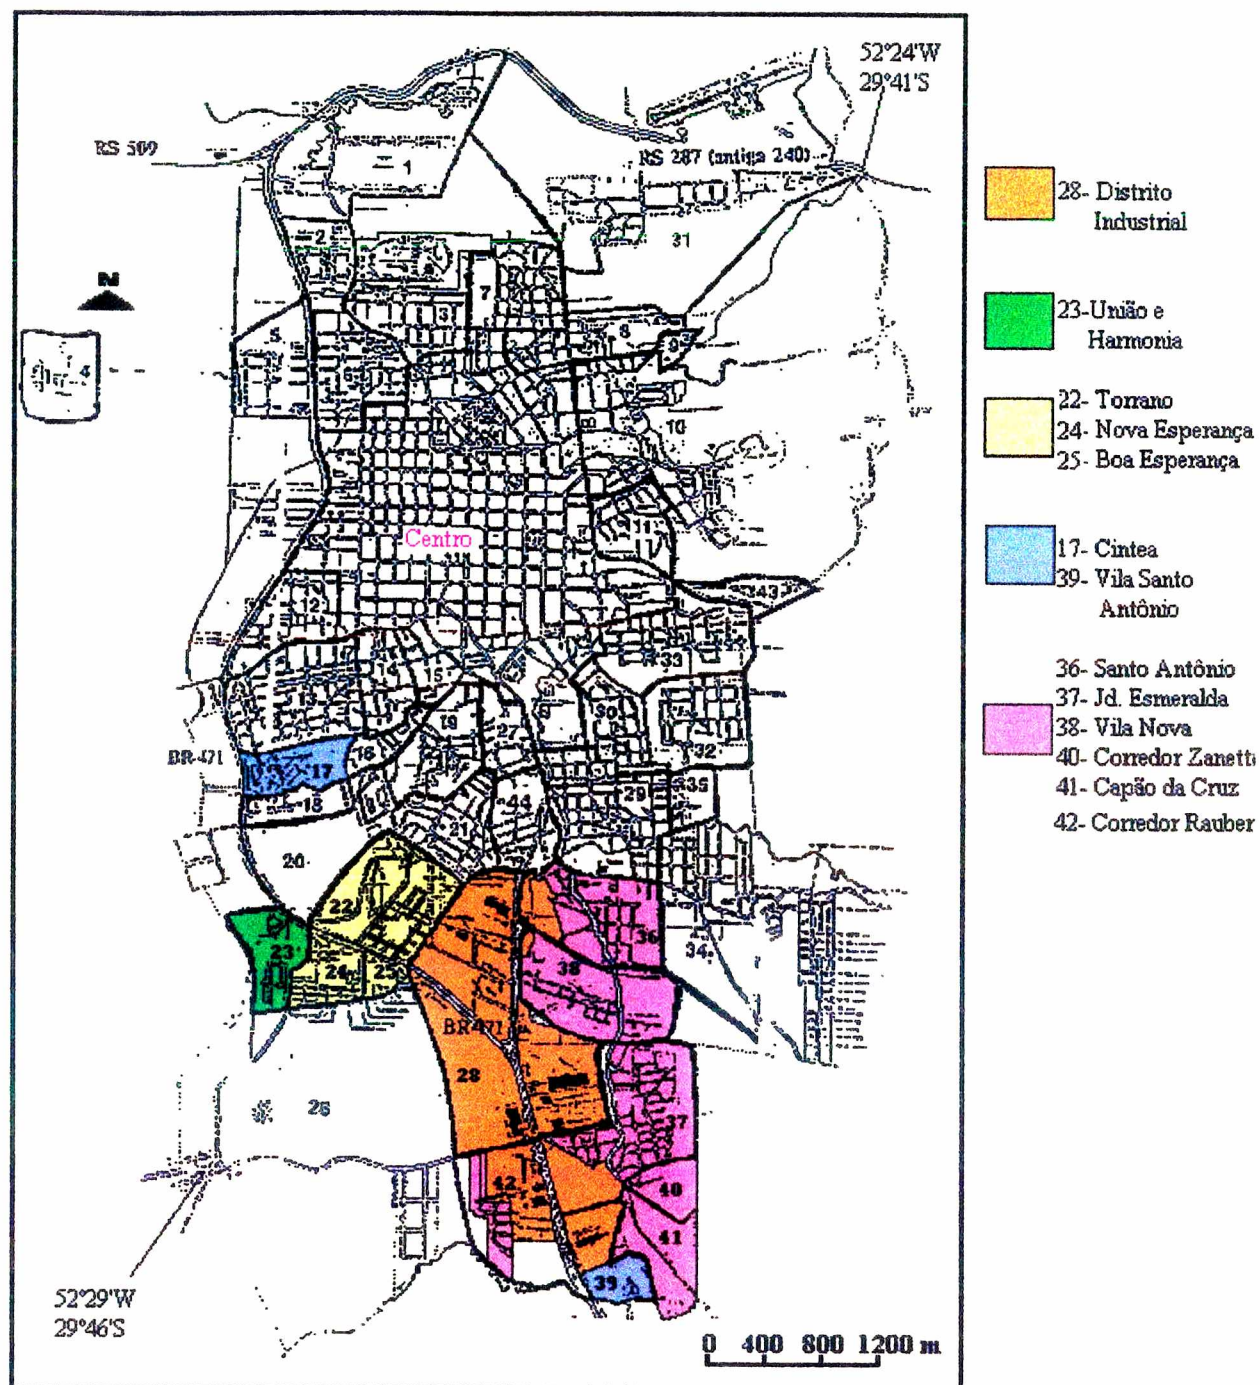 52°24'W
29°41'S
RS 509
RS 287 (antiga 240)
1
31
2
N
7
3
5
8
9
4
6
10
11
Centro
43
12
33
14
15
13
19
27
30
32
BR 471
16
17
18
29
35
44
21
20
22
36
34
23
24
25
38
BR 471
28
26
37
42
40
41
39
52°29'W
29°46'S
0 400 800 1200 m
28- Distrito
Industrial
23-União e
Harmonia
22- Torrano
24- Nova Esperança
25- Boa Esperança
17- Cintea
39- Vila Santo
Antônio
36- Santo Antônio
37- Jd. Esmeralda
38- Vila Nova
40- Corredor Zanetti
41- Capão da Cruz
42- Corredor Rauber